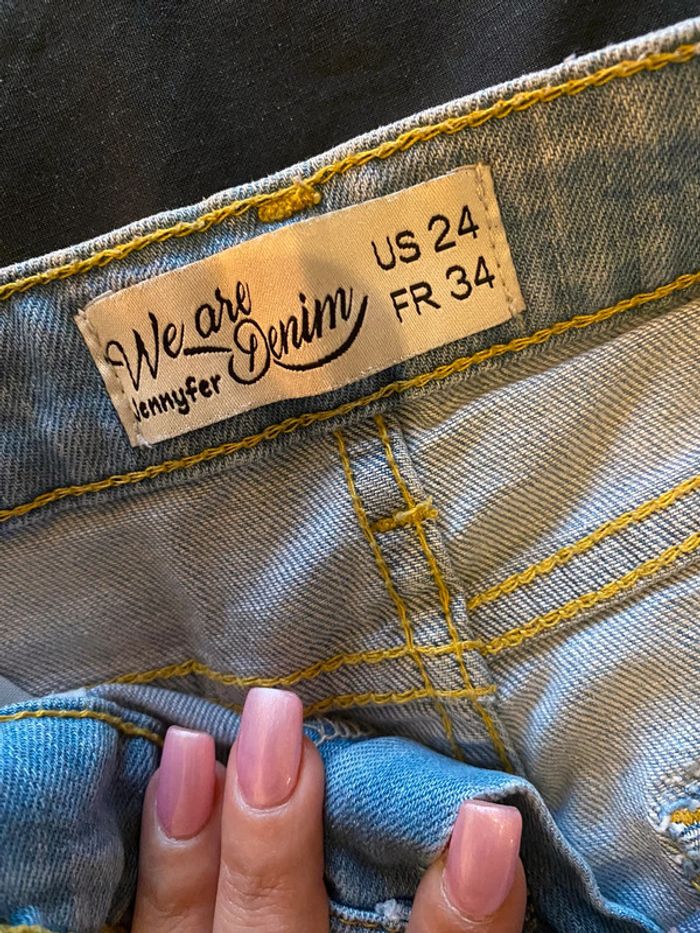 We are
Denim
Jennyfer
US 24
FR 34